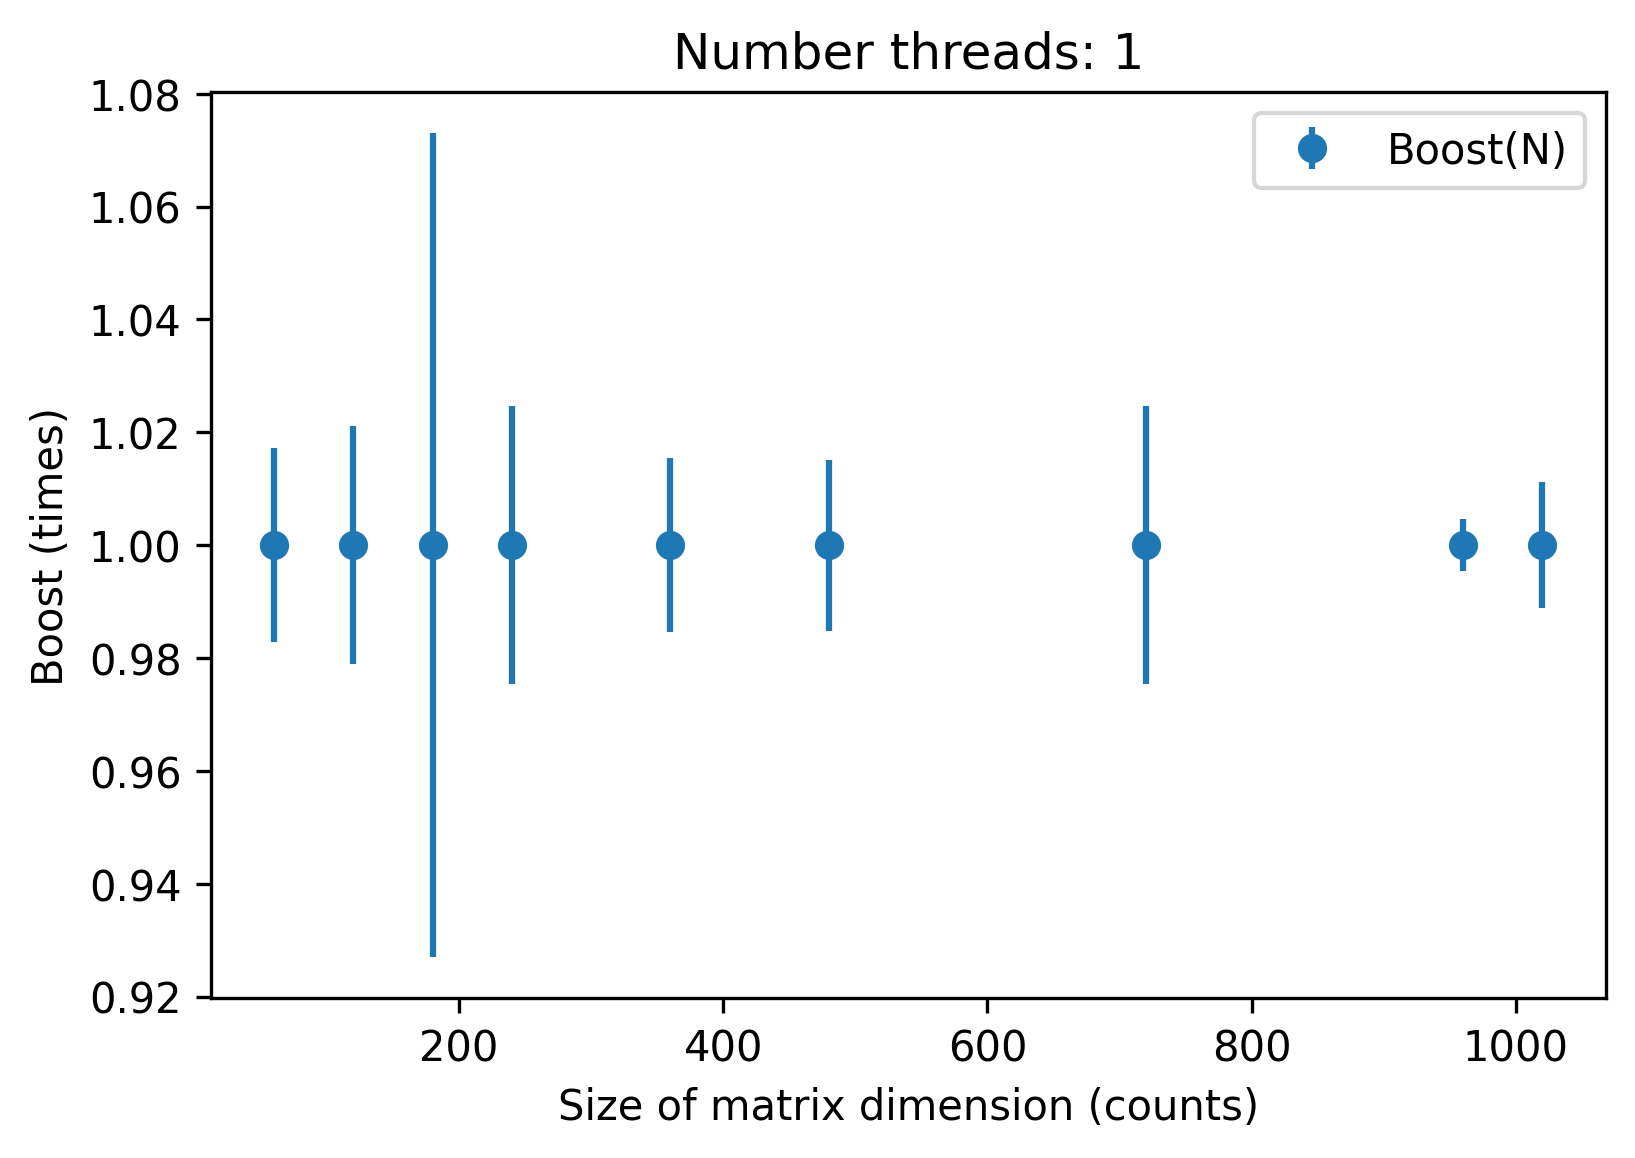 Number threads: 1
Boost(N)
Boost (times)
1.08
1.06
1.04
1.02
1.00
0.98
0.96
0.94
0.92
200 400 600 800 1000
Size of matrix dimension (counts)